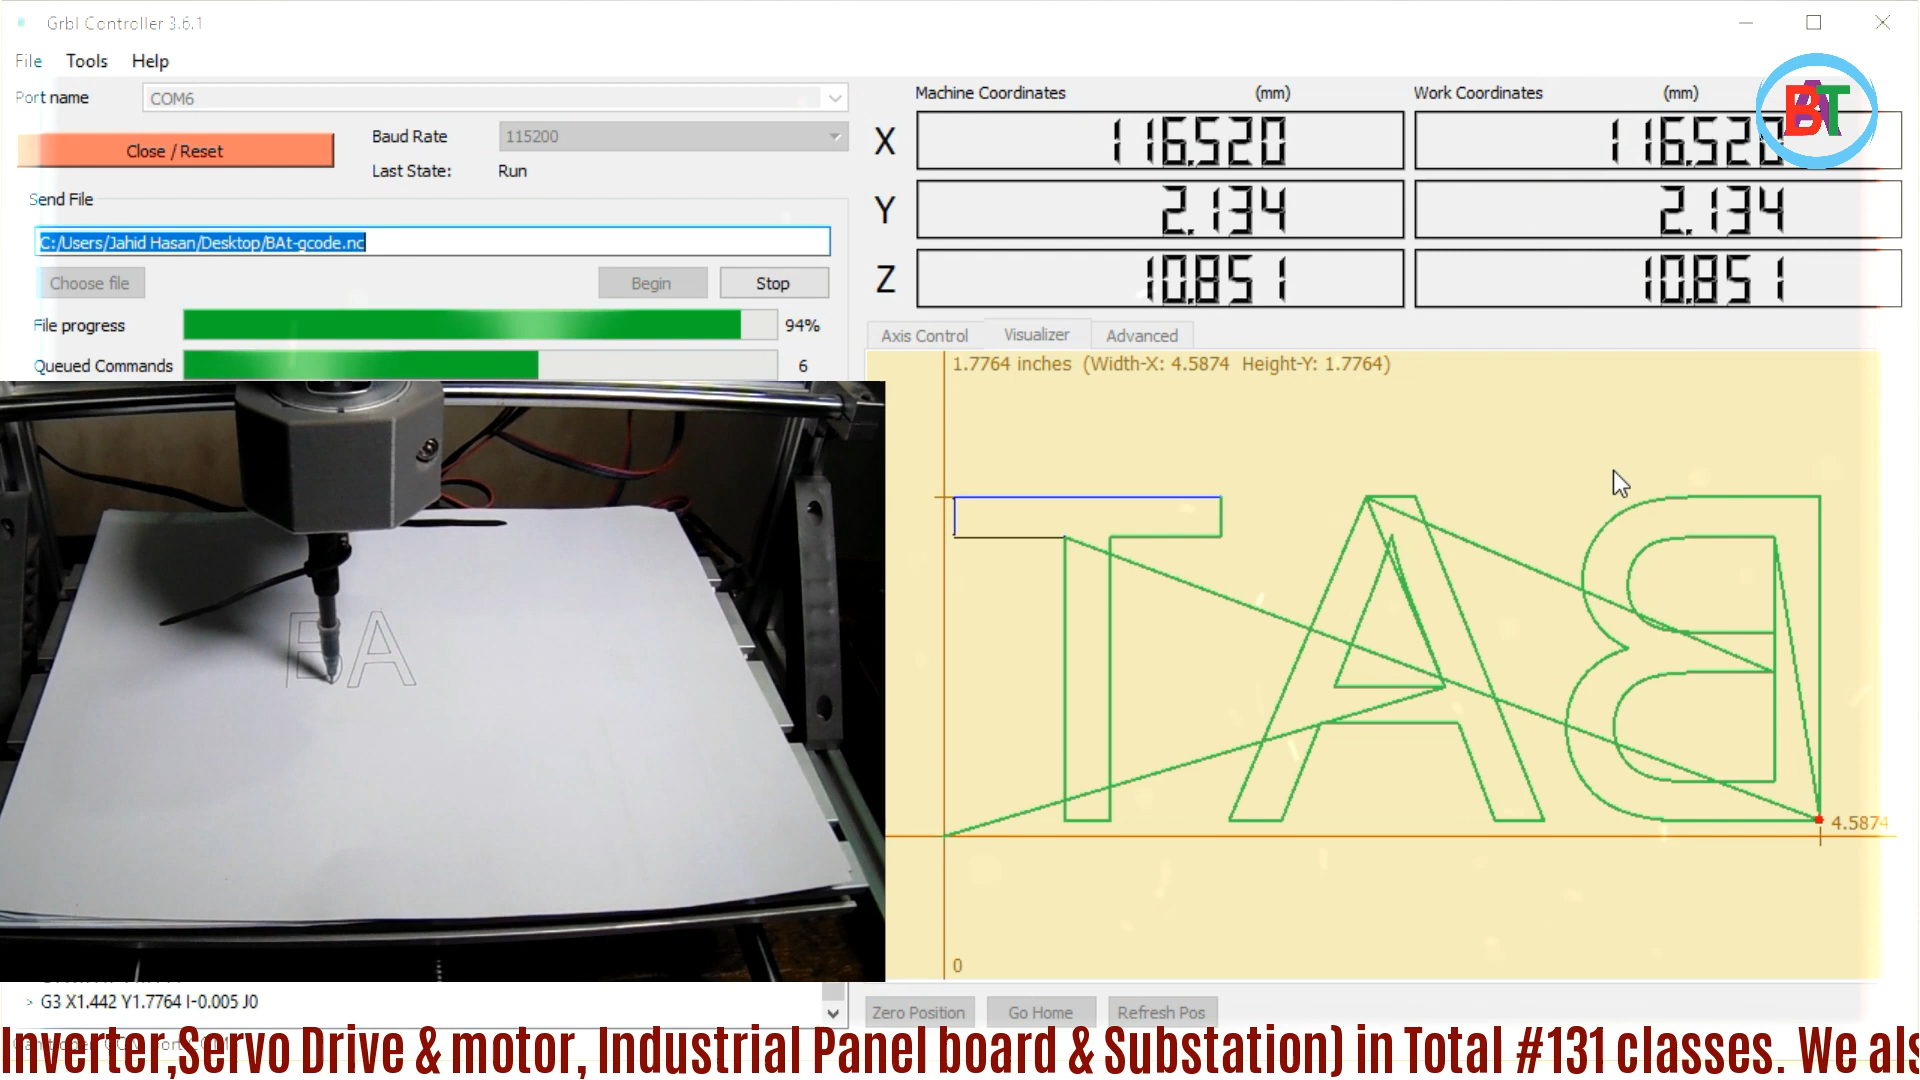 Grbl Controller 3.6.1
File Tools Help
Port name COM6
Baud Rate 115200
Close / Reset
Last State: Run
Send File
C:/Users/Jahid Hasan/Desktop/BAt-gcode.nc
Choose file Begin Stop
File progress 94%
Queued Commands 6
Machine Coordinates (mm) Work Coordinates (mm)
X 116.520 116.520
Y 2.134 2.134
Z 10.851 10.851
BAT
Axis Control Visualizer Advanced
1.7764 inches (Width-X: 4.5874 Height-Y: 1.7764)
BAT
4.5874
0
BA
> G3 X1.442 Y1.7764 I-0.005 J0
Zero Position Go Home Refresh Pos
Inverter,Servo Drive & motor, Industrial Panel board & Substation) in Total #131 classes. We als